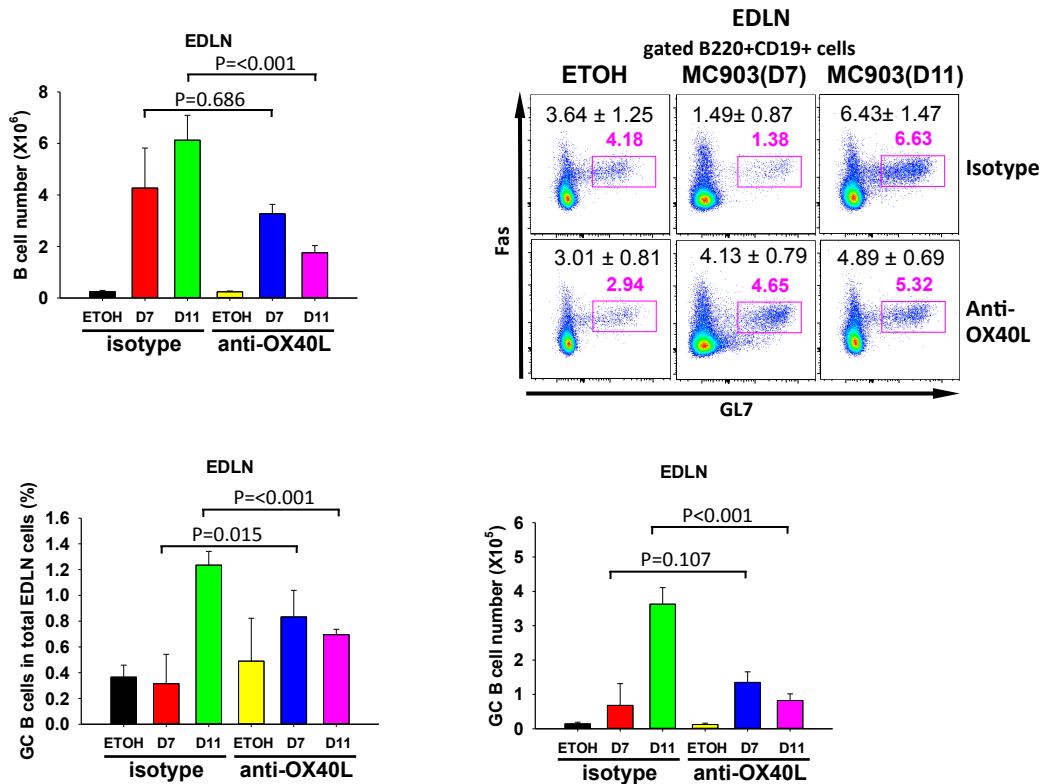 EDLN
P=<0.001
P=0.686
B cell number (X10⁶)
8
6
4
2
0
ETOH D7 D11 ETOH D7 D11
isotype anti-OX40L
EDLN
gated B220+CD19+ cells
ETOH MC903(D7) MC903(D11)
3.64 ± 1.25 1.49± 0.87 6.43± 1.47
4.18 1.38 6.63
Isotype
3.01 ± 0.81 4.13 ± 0.79 4.89 ± 0.69
2.94 4.65 5.32
Anti-
OX40L
Fas
GL7
EDLN
P=<0.001
P=0.015
GC B cells in total EDLN cells (%)
1.6
1.4
1.2
1.0
0.8
0.6
0.4
0.2
0.0
ETOH D7 D11 ETOH D7 D11
isotype anti-OX40L
EDLN
P<0.001
P=0.107
GC B cell number (X10⁵)
6
5
4
3
2
1
0
ETOH D7 D11 ETOH D7 D11
isotype anti-OX40L